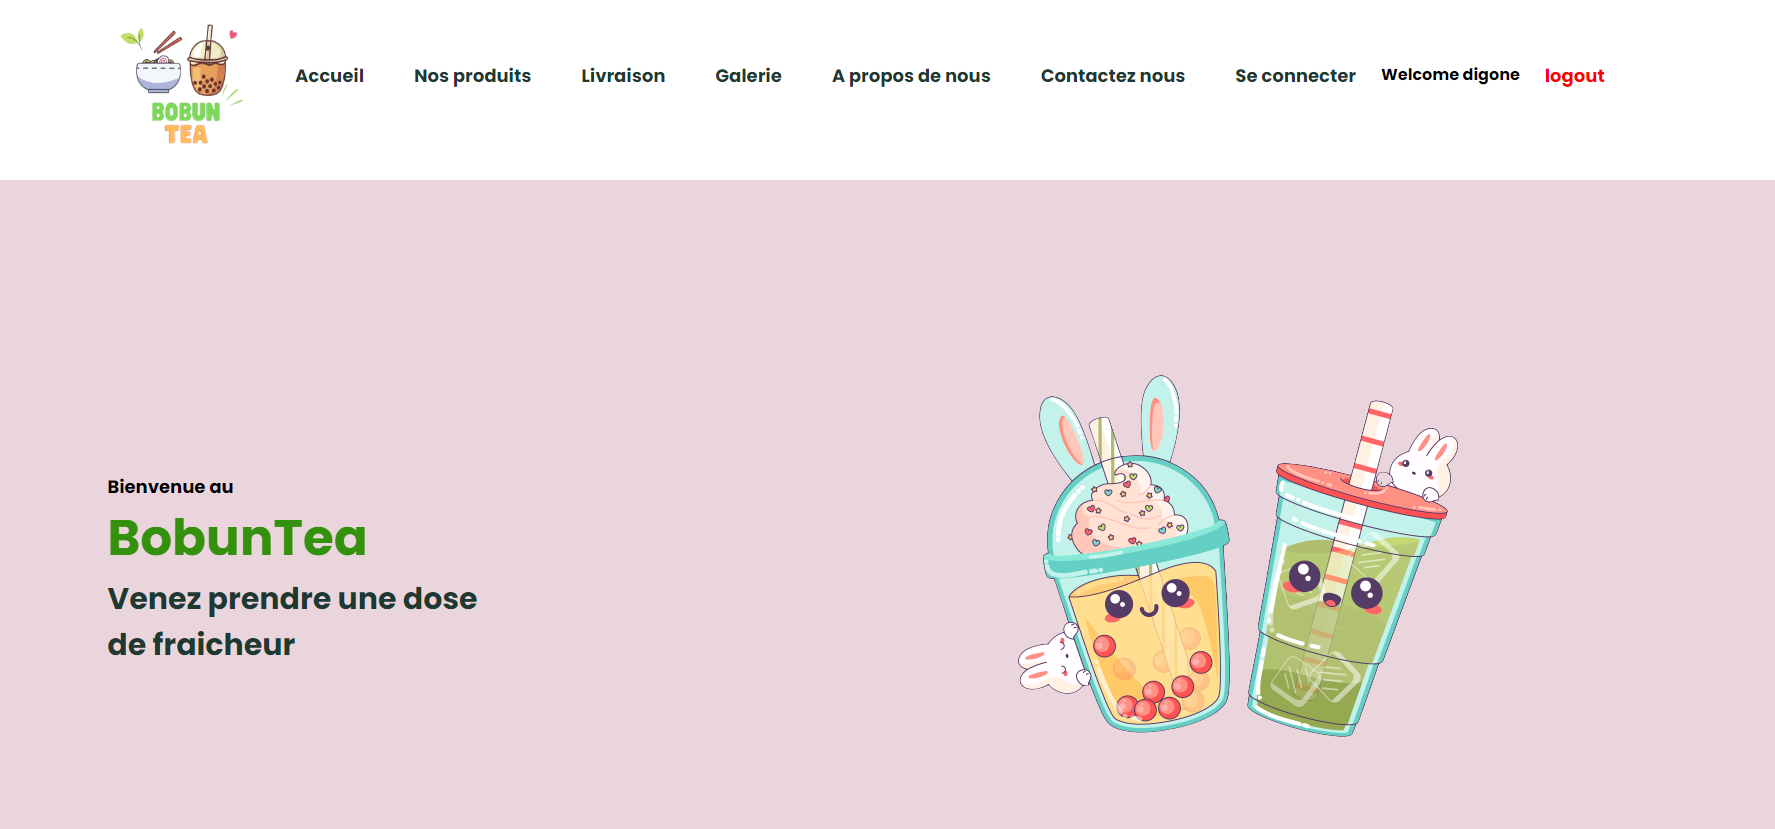 BOBUN
TEA
Accueil Nos produits Livraison Galerie A propos de nous Contactez nous Se connecter Welcome digone logout
Bienvenue au
BobunTea
Venez prendre une dose
de fraicheur